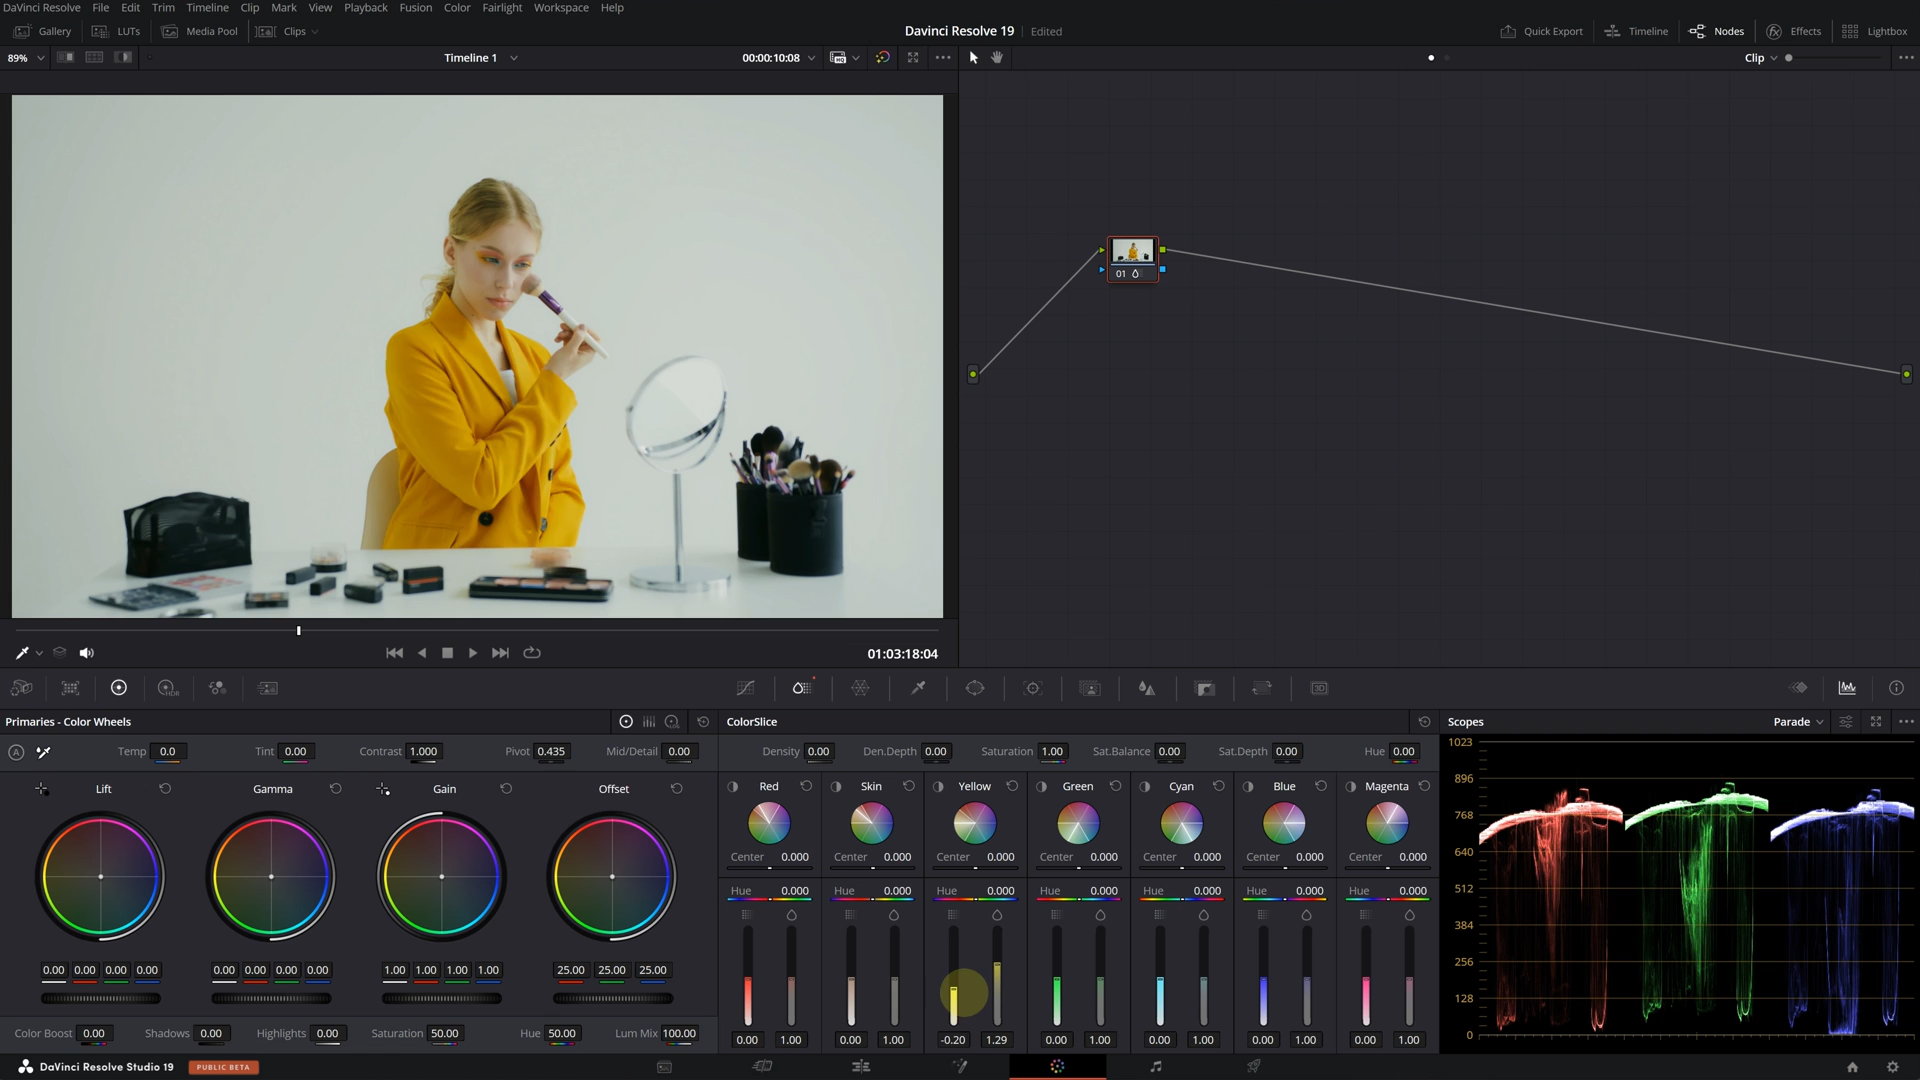 DaVinci Resolve File Edit Trim Timeline Clip Mark View Playback Fusion Color Fairlight Workspace Help
Gallery LUTs Media Pool Clips Davinci Resolve 19 Edited Quick Export Timeline Nodes Effects Lightbox
89% Timeline 1 00:00:10:08 Clip
01
01:03:18:04
HDR 3D
Primaries - Color Wheels ColorSlice Scopes Parade
A Temp 0.0 Tint 0.00 Contrast 1.000 Pivot 0.435 Mid/Detail 0.00 Density 0.00 Den.Depth 0.00 Saturation 1.00 Sat.Balance 0.00 Sat.Depth 0.00 Hue 0.00
1023
896
768
640
512
384
256
128
0
Lift Gamma Gain Offset Red Skin Yellow Green Cyan Blue Magenta
Center 0.000 Center 0.000 Center 0.000 Center 0.000 Center 0.000 Center 0.000 Center 0.000
Hue 0.000 Hue 0.000 Hue 0.000 Hue 0.000 Hue 0.000 Hue 0.000 Hue 0.000
0.00 0.00 0.00 0.00 0.00 0.00 0.00 0.00 1.00 1.00 1.00 1.00 25.00 25.00 25.00
Color Boost 0.00 Shadows 0.00 Highlights 0.00 Saturation 50.00 Hue 50.00 Lum Mix 100.00 0.00 1.00 0.00 1.00 -0.20 1.29 0.00 1.00 0.00 1.00 0.00 1.00 0.00 1.00
DaVinci Resolve Studio 19 PUBLIC BETA